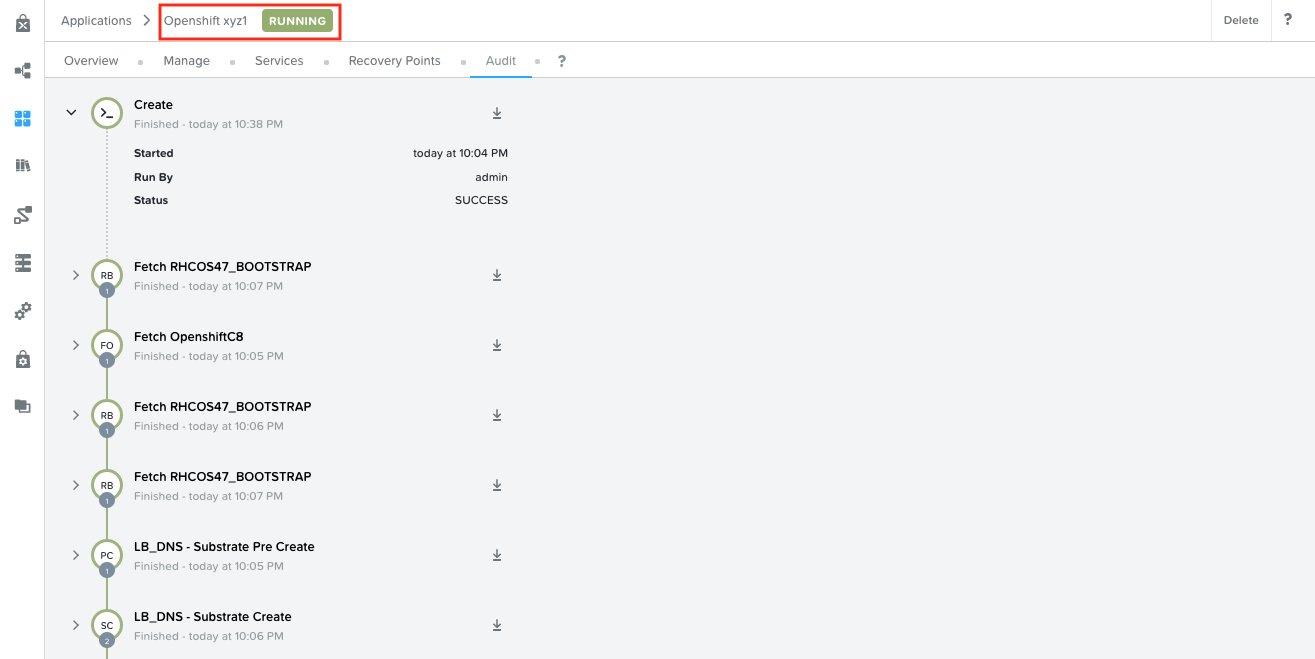 Applications > Openshift xyz1 RUNNING Delete ?
Overview Manage Services Recovery Points Audit ?
Create
Finished - today at 10:38 PM
Started today at 10:04 PM
Run By admin
Status SUCCESS
RB Fetch RHCOS47_BOOTSTRAP
1 Finished - today at 10:07 PM
FO Fetch OpenshiftC8
1 Finished - today at 10:05 PM
RB Fetch RHCOS47_BOOTSTRAP
1 Finished - today at 10:06 PM
RB Fetch RHCOS47_BOOTSTRAP
1 Finished - today at 10:07 PM
PC LB_DNS - Substrate Pre Create
1 Finished - today at 10:05 PM
SC LB_DNS - Substrate Create
2 Finished - today at 10:06 PM